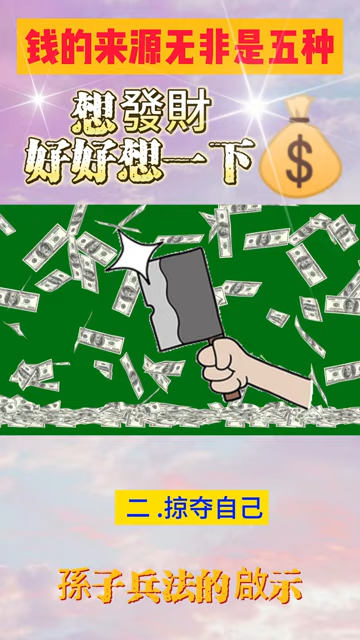 錢的来源无非是五种
想發財
好好想一下
二.掠夺自己
孫子兵法的啟示